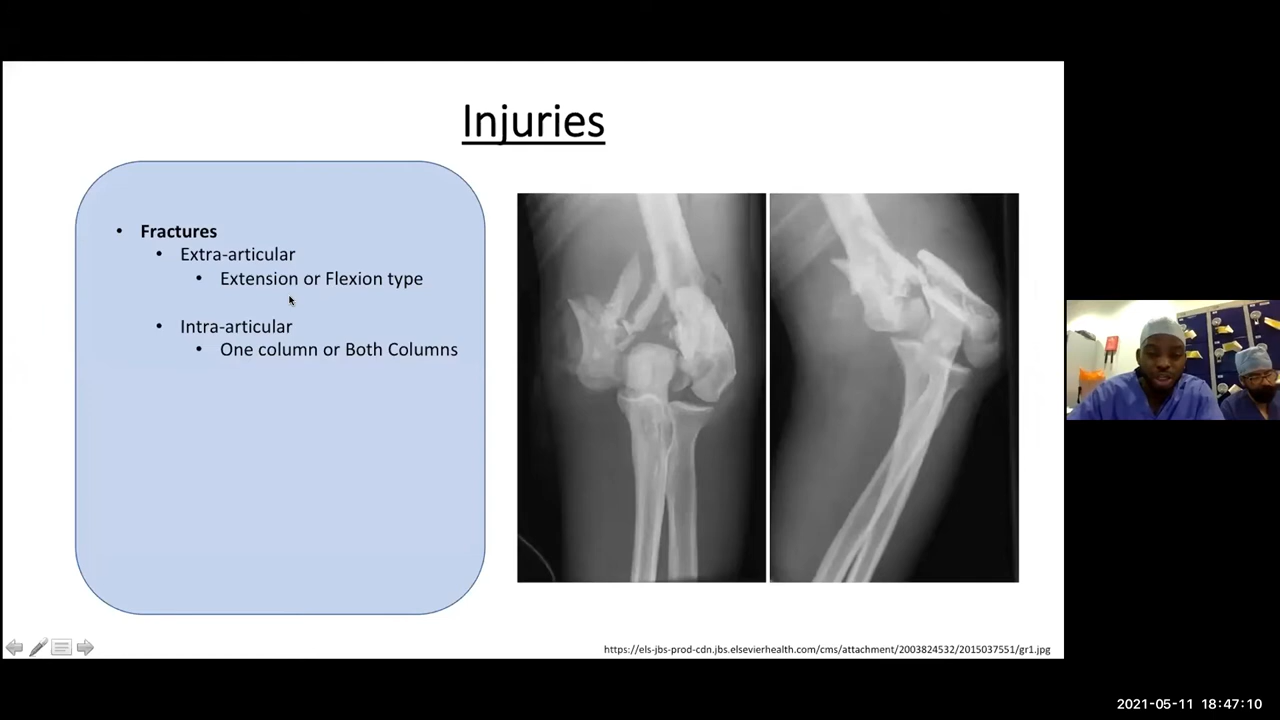 Injuries
Fractures
Extra-articular
Extension or Flexion type
Intra-articular
One column or Both Columns
https://els-jbs-prod-cdn.jbs.elsevierhealth.com/cms/attachment/2003824532/2015037551/gr1.jpg
2021-05-11 18:47:10